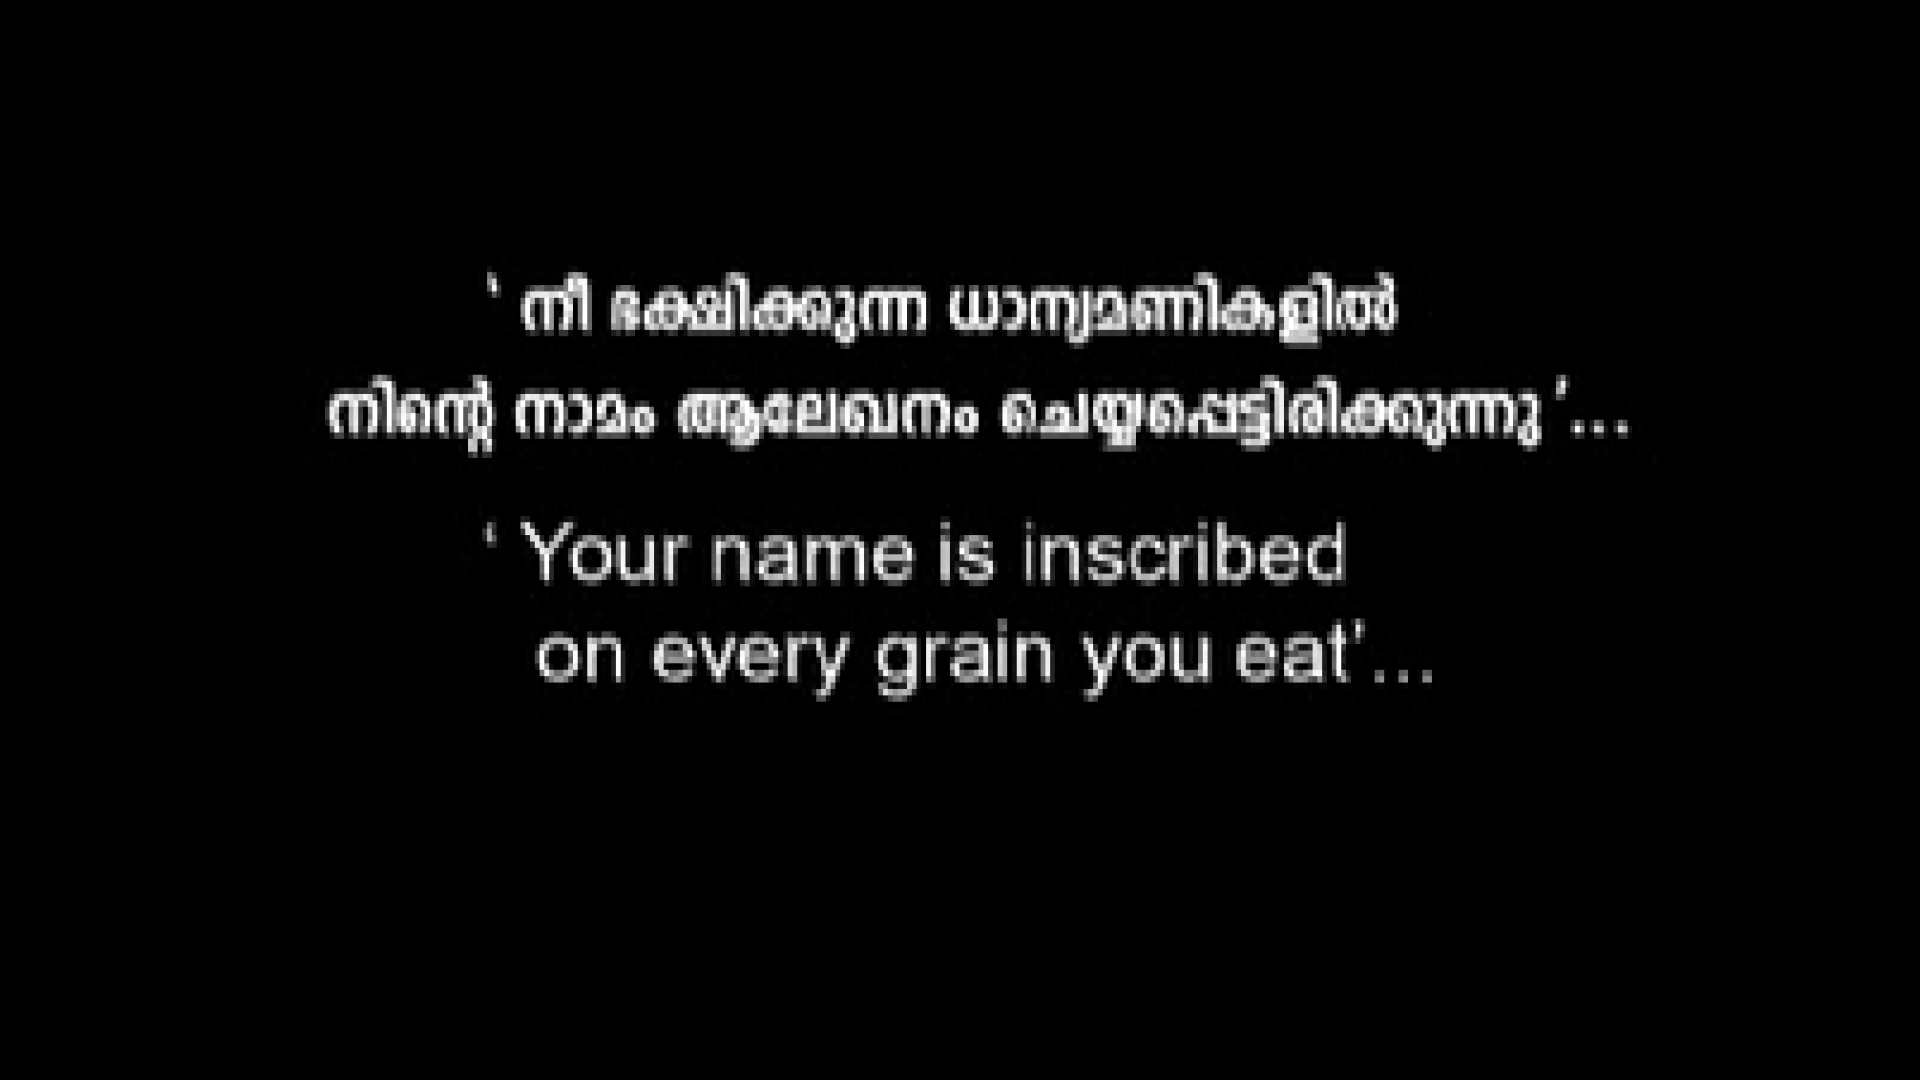 ‘ നീ ഭക്ഷിക്കുന്ന ധാന്യമണികളിൽ
നിന്റെ നാമം ആലേഖനം ചെയ്യപ്പെട്ടിരിക്കുന്നു ’...
‘ Your name is inscribed
on every grain you eat’...